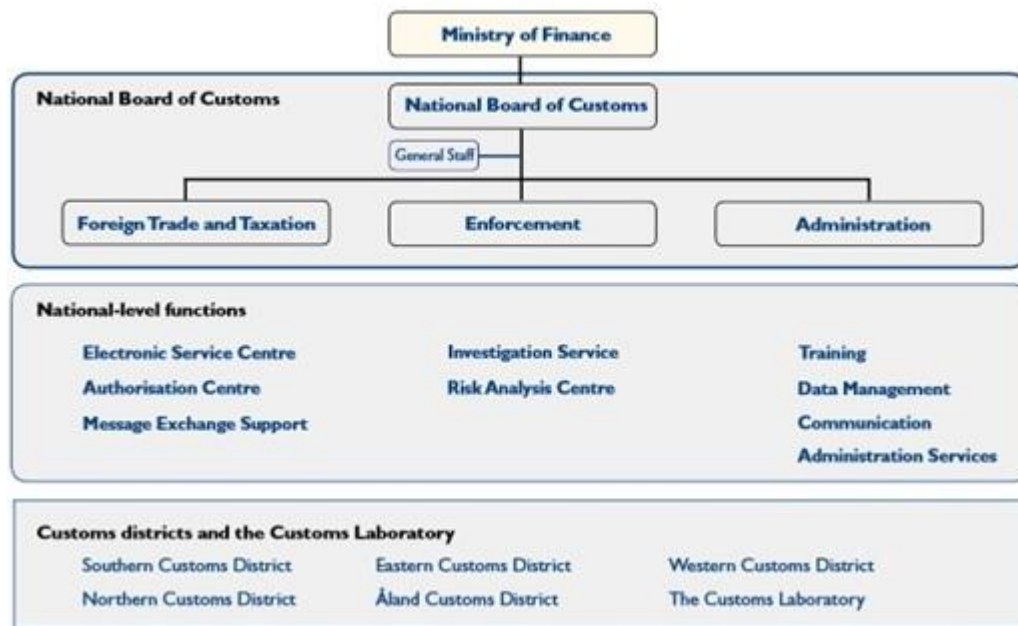 Ministry of Finance
National Board of Customs
National Board of Customs
General Staff
Foreign Trade and Taxation
Enforcement
Administration
National-level functions
Electronic Service Centre
Investigation Service
Training
Authorisation Centre
Risk Analysis Centre
Data Management
Message Exchange Support
Communication
Administration Services
Customs districts and the Customs Laboratory
Southern Customs District
Eastern Customs District
Western Customs District
Northern Customs District
Åland Customs District
The Customs Laboratory